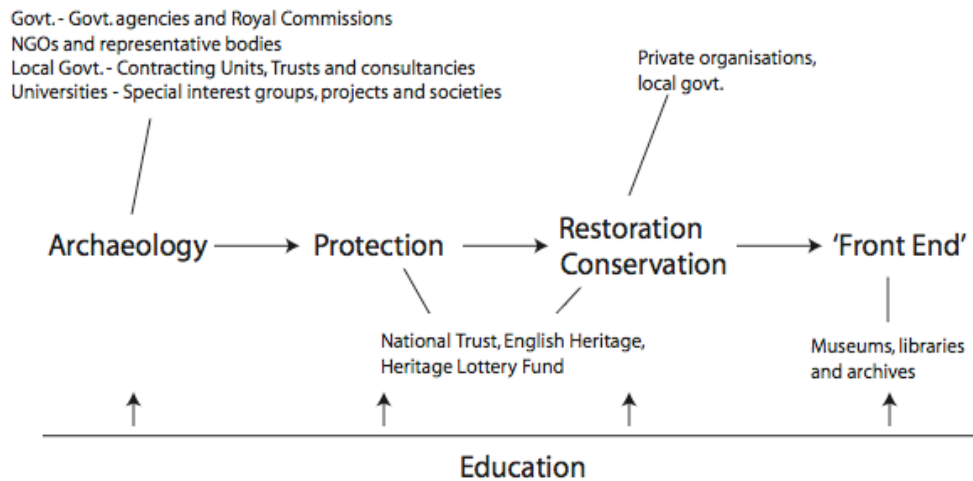 Govt. - Govt. agencies and Royal Commissions
NGOs and representative bodies
Local Govt. - Contracting Units, Trusts and consultancies
Universities - Special interest groups, projects and societies
Private organisations,
local govt.
Archaeology
Protection
Restoration
Conservation
'Front End'
National Trust, English Heritage,
Heritage Lottery Fund
Museums, libraries
and archives
Education